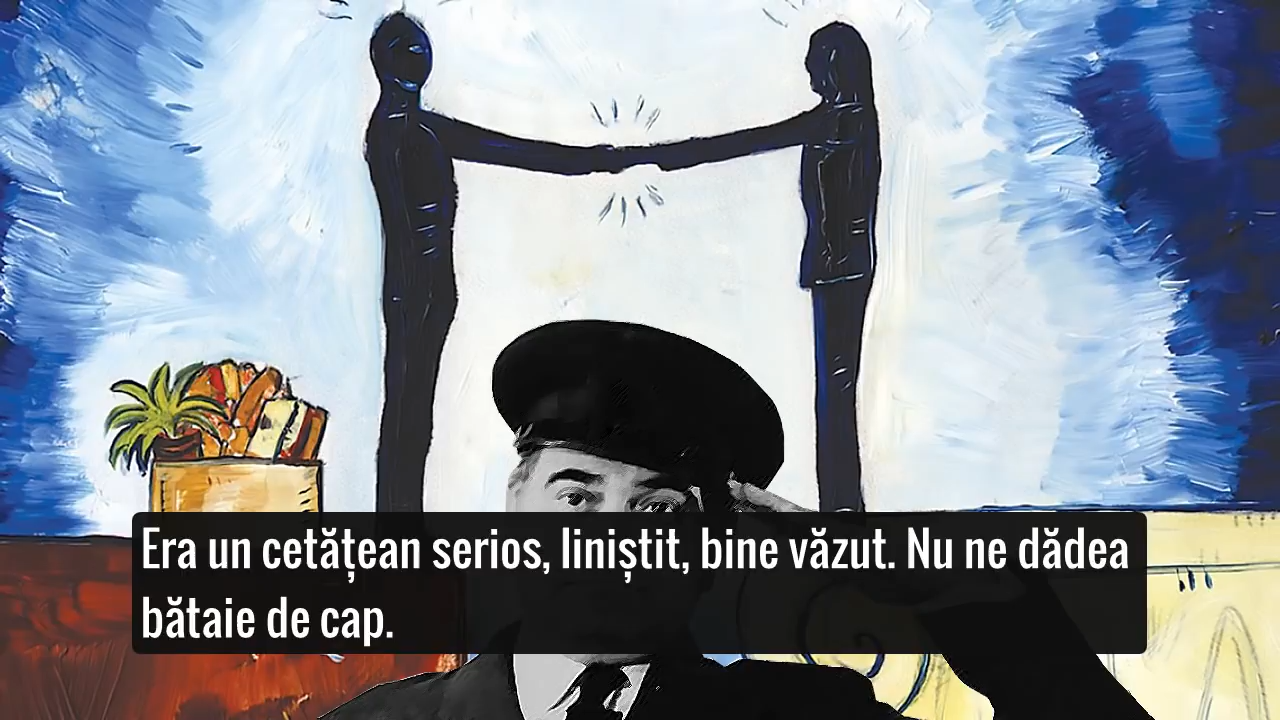 Era un cetățean serios, liniștit, bine văzut. Nu ne dădea
bătaie de cap.